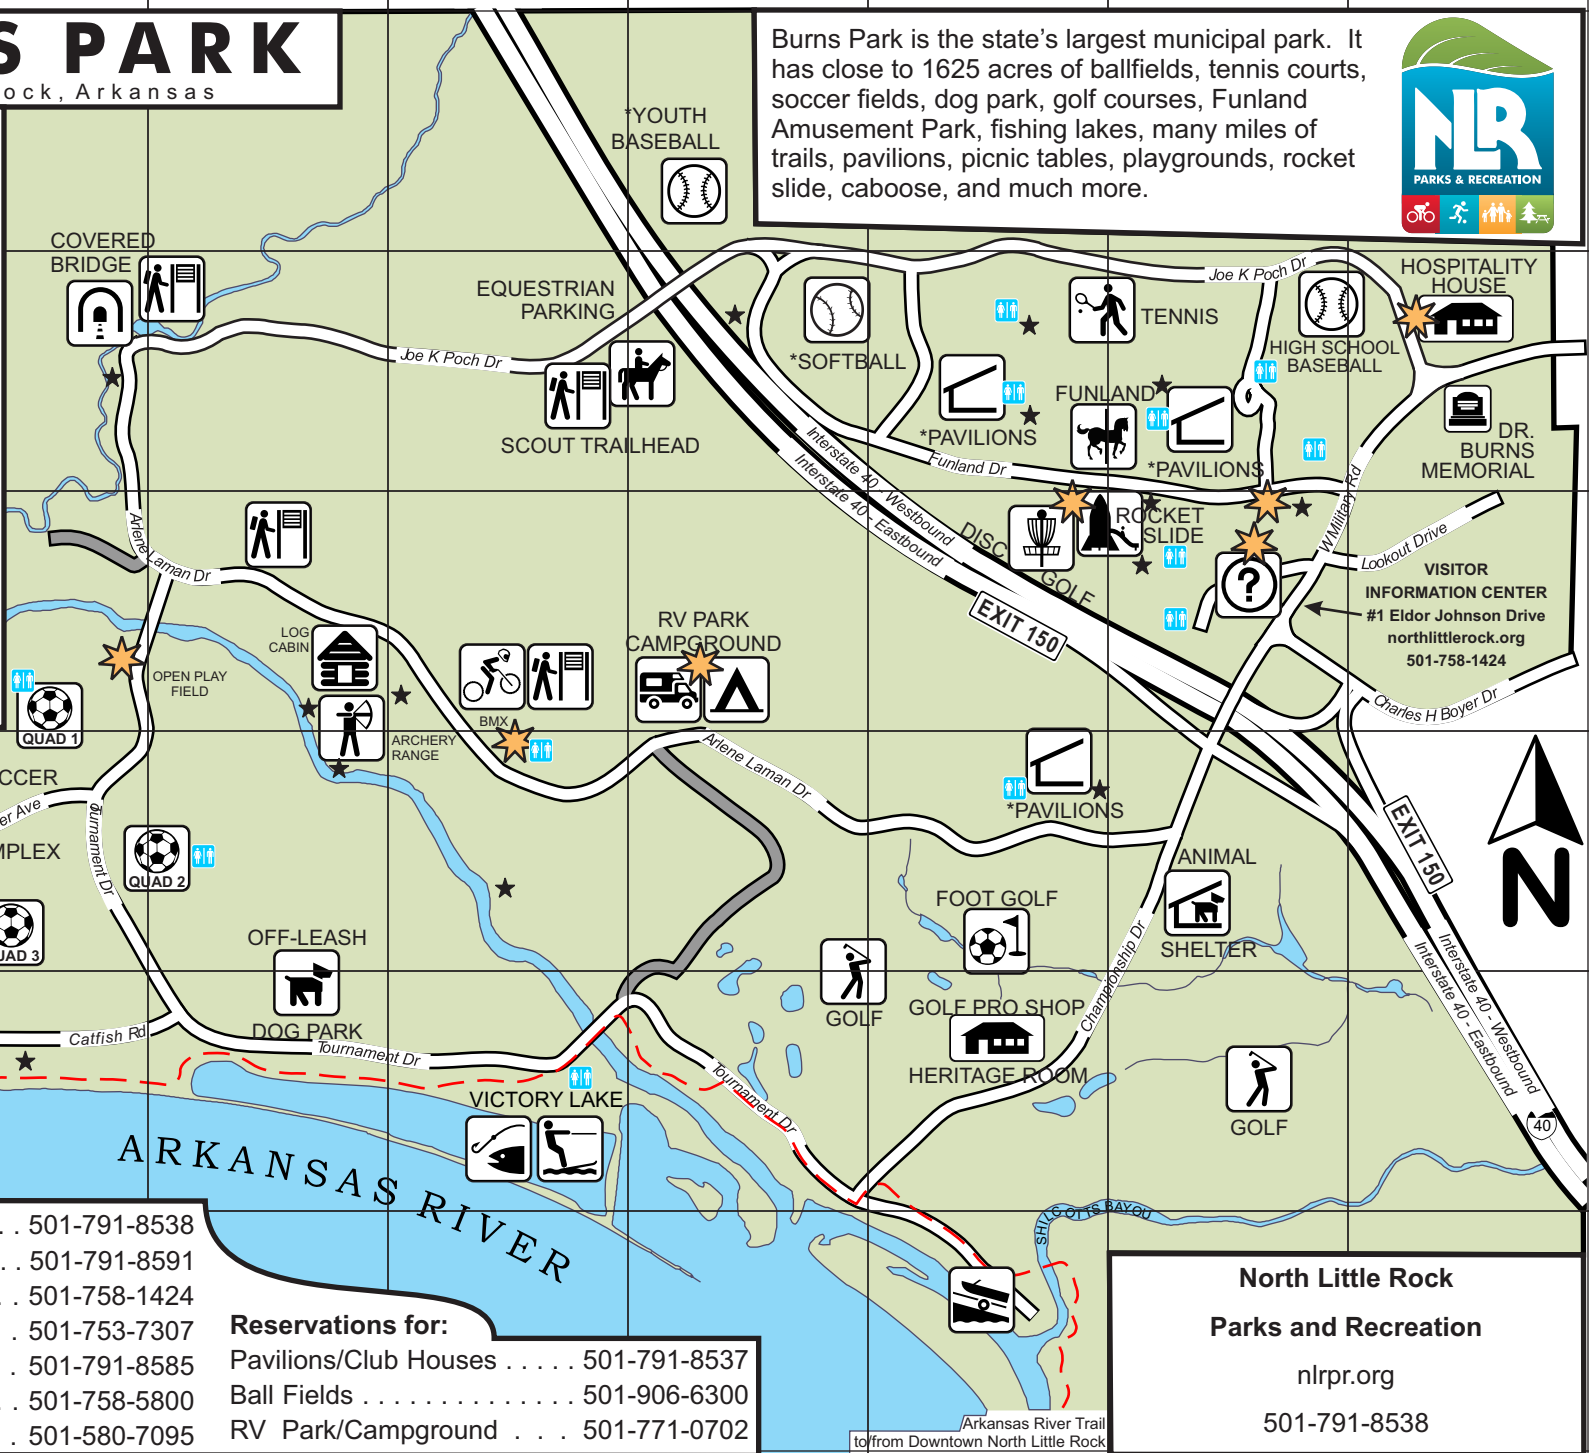 S PARK
ock, Arkansas
Burns Park is the state's largest municipal park. It
has close to 1625 acres of ballfields, tennis courts,
soccer fields, dog park, golf courses, Funland
Amusement Park, fishing lakes, many miles of
trails, pavilions, picnic tables, playgrounds, rocket
slide, caboose, and much more.
NLR
PARKS & RECREATION
*YOUTH
BASEBALL
COVERED
BRIDGE
EQUESTRIAN
PARKING
Joe K Poch Dr
HOSPITALITY
HOUSE
TENNIS
*SOFTBALL
HIGH SCHOOL
BASEBALL
Joe K Poch Dr
SCOUT TRAILHEAD
FUNLAND
*PAVILIONS
*PAVILIONS
DR.
BURNS
MEMORIAL
Funland Dr
Interstate 40 - Westbound
Interstate 40 - Eastbound
W Military Rd
ROCKET
SLIDE
DISC
GOLF
Lookout Drive
?
VISITOR
INFORMATION CENTER
#1 Eldor Johnson Drive
northlittlerock.org
501-758-1424
Arlene Laman Dr
EXIT 150
LOG
CABIN
RV PARK
CAMPGROUND
OPEN PLAY
FIELD
QUAD 1
BMX
ARCHERY
RANGE
Charles H Boyer Dr
Arlene Laman Dr
CCER
er Ave
*PAVILIONS
EXIT 150
MPLEX
Tournament Dr
QUAD 2
ANIMAL
SHELTER
FOOT GOLF
UAD 3
N
OFF-LEASH
DOG PARK
Championship Dr
Interstate 40 - Westbound
Interstate 40 - Eastbound
GOLF
GOLF PRO SHOP
HERITAGE ROOM
Catfish Rd
Tournament Dr
Tournament Dr
VICTORY LAKE
GOLF
40
ARKANSAS RIVER
SHILCOTTS BAYOU
. . 501-791-8538
. . 501-791-8591
. . 501-758-1424
. 501-753-7307
. 501-791-8585
. . 501-758-5800
. . 501-580-7095
Reservations for:
Pavilions/Club Houses . . . . . 501-791-8537
Ball Fields . . . . . . . . . . . . . . 501-906-6300
RV Park/Campground . . . 501-771-0702
Arkansas River Trail
to/from Downtown North Little Rock
North Little Rock
Parks and Recreation
nlrpr.org
501-791-8538